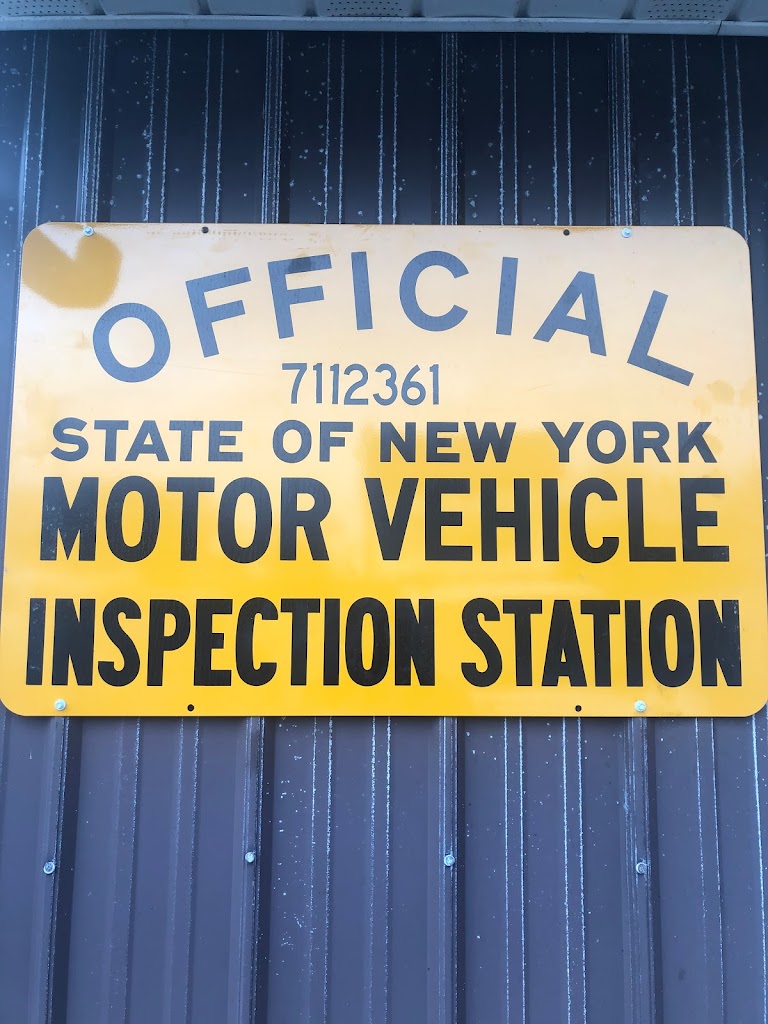 OFFICIAL
7112361
STATE OF NEW YORK
MOTOR VEHICLE
INSPECTION STATION